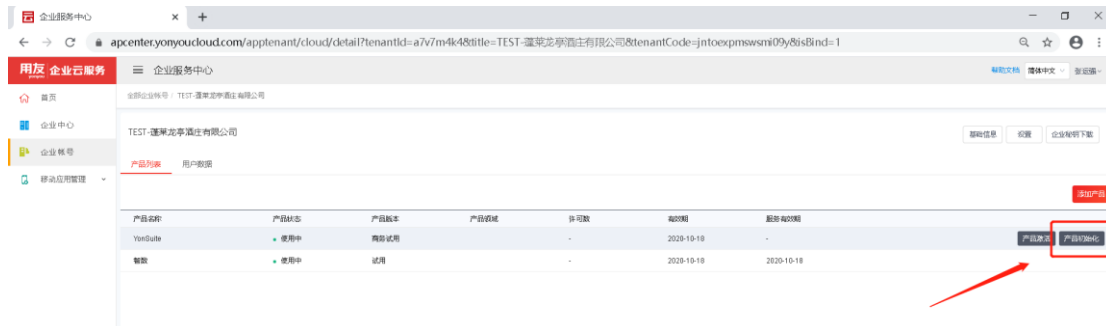 企业服务中心
apcenter.yonyoucloud.com/apptenant/cloud/detail?tenantId=a7v7m4k4&title=TEST-蓬莱龙亭酒庄有限公司&tenantCode=jntoexpmswsmi09y&isBind=1
用友 企业云服务
企业服务中心
帮助文档 简体中文
首页
企业中心
企业帐号
移动应用管理
全部企业帐号 / TEST-蓬莱龙亭酒庄有限公司
TEST-蓬莱龙亭酒庄有限公司
基础信息 设置 企业秘钥下载
产品列表 用户数据
添加产品
产品名称 产品状态 产品版本 产品领域 许可数 有效期 服务有效期
YonSuite 使用中 商务试用 - 2020-10-18 - 产品激活 产品初始化
智数 使用中 试用 - 2020-10-18 2020-10-18